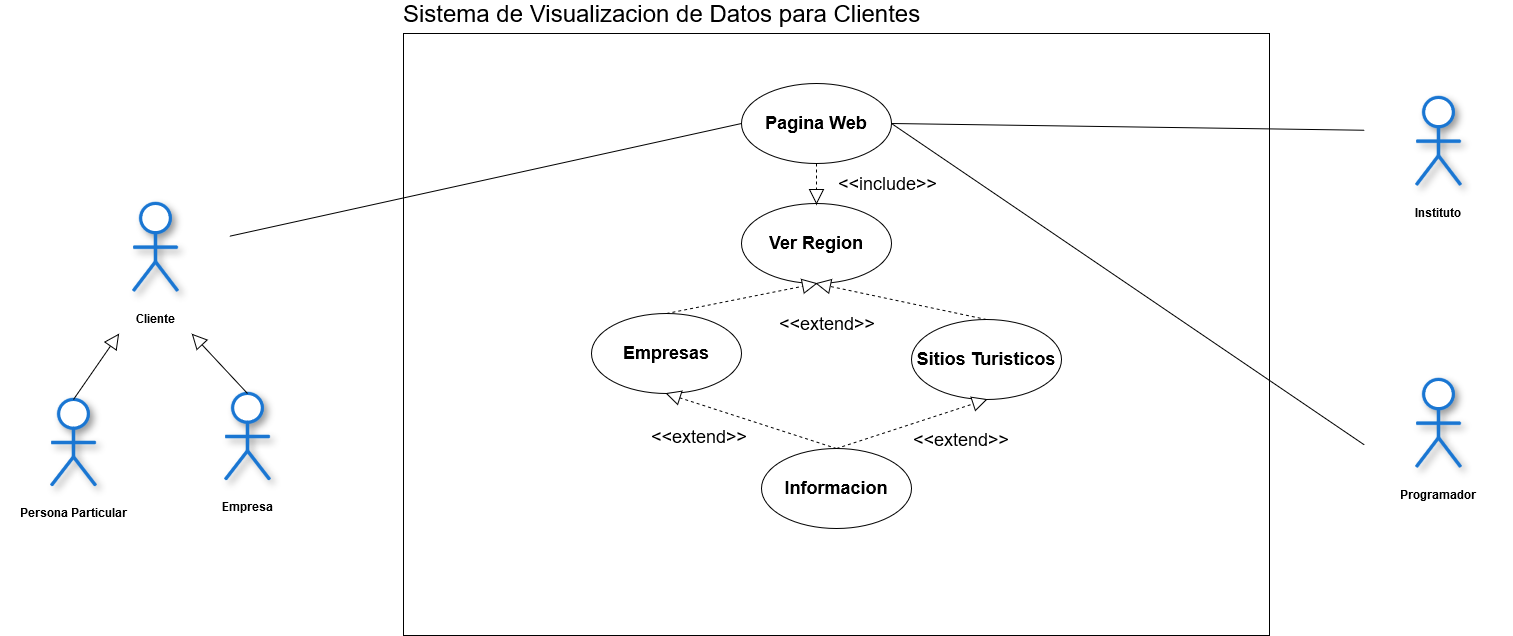 Sistema de Visualizacion de Datos para Clientes
Pagina Web
<<include>>
Ver Region
<<extend>>
Empresas
Sitios Turisticos
<<extend>>
<<extend>>
Informacion
Cliente
Persona Particular
Empresa
Instituto
Programador